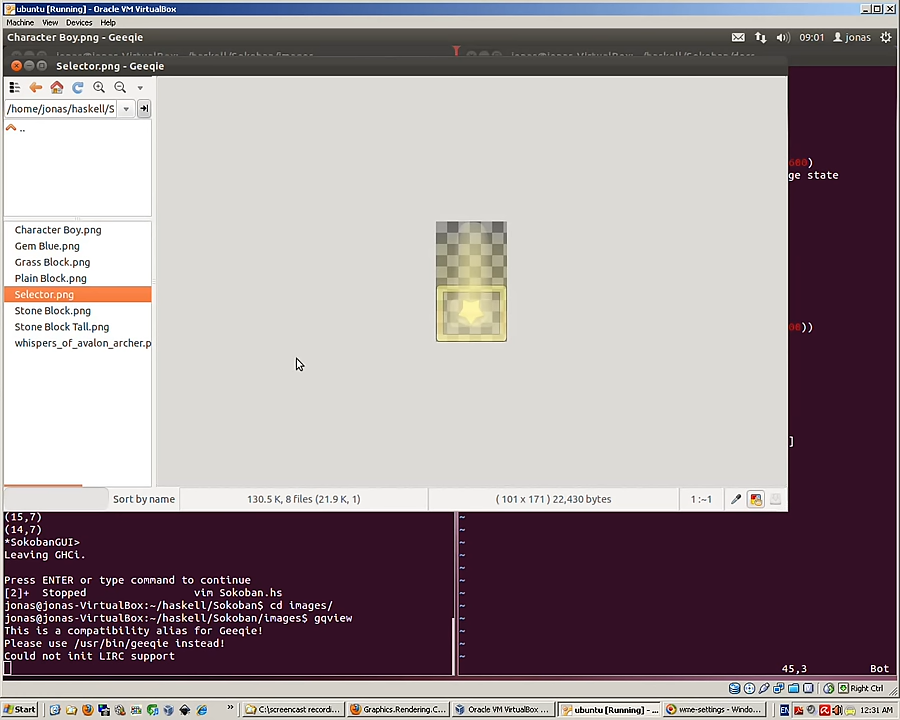 ubuntu [Running] - Oracle VM VirtualBox
Machine View Devices Help
Character Boy.png - Geeqie
09:01 jonas
Selector.png - Geeqie
/home/jonas/haskell/S
..
Character Boy.png
Gem Blue.png
Grass Block.png
Plain Block.png
Selector.png
Stone Block.png
Stone Block Tall.png
whispers_of_avalon_archer.p
Sort by name
130.5 K, 8 files (21.9 K, 1)
( 101 x 171 ) 22,430 bytes
1 :~1
600)
ge state
))
]
(15,7)
(14,7)
*SokobanGUI>
Leaving GHCi.
Press ENTER or type command to continue
[2]+ Stopped vim Sokoban.hs
jonas@jonas-VirtualBox:~/haskell/Sokoban$ cd images/
jonas@jonas-VirtualBox:~/haskell/Sokoban/images$ gqview
This is a compatibility alias for Geeqie!
Please use /usr/bin/geeqie instead!
Could not init LIRC support
~
~
~
~
~
~
~
~
~
~
~
~
45,3 Bot
Right Ctrl
Start
»
C:\screencast record...
Graphics.Rendering.C...
Oracle VM VirtualBox ...
ubuntu [Running] - ...
wme-settings - Windo...
EN
12:31 AM